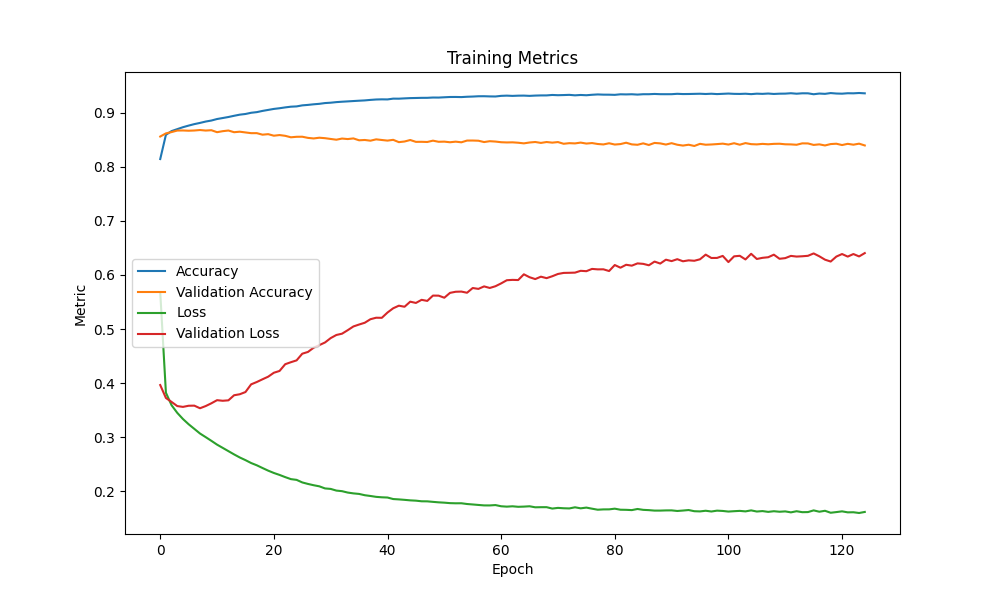 Training Metrics
0.9
0.8
0.7
0.6
0.5
0.4
0.3
0.2
Metric
Accuracy
Validation Accuracy
Loss
Validation Loss
0 20 40 60 80 100 120
Epoch